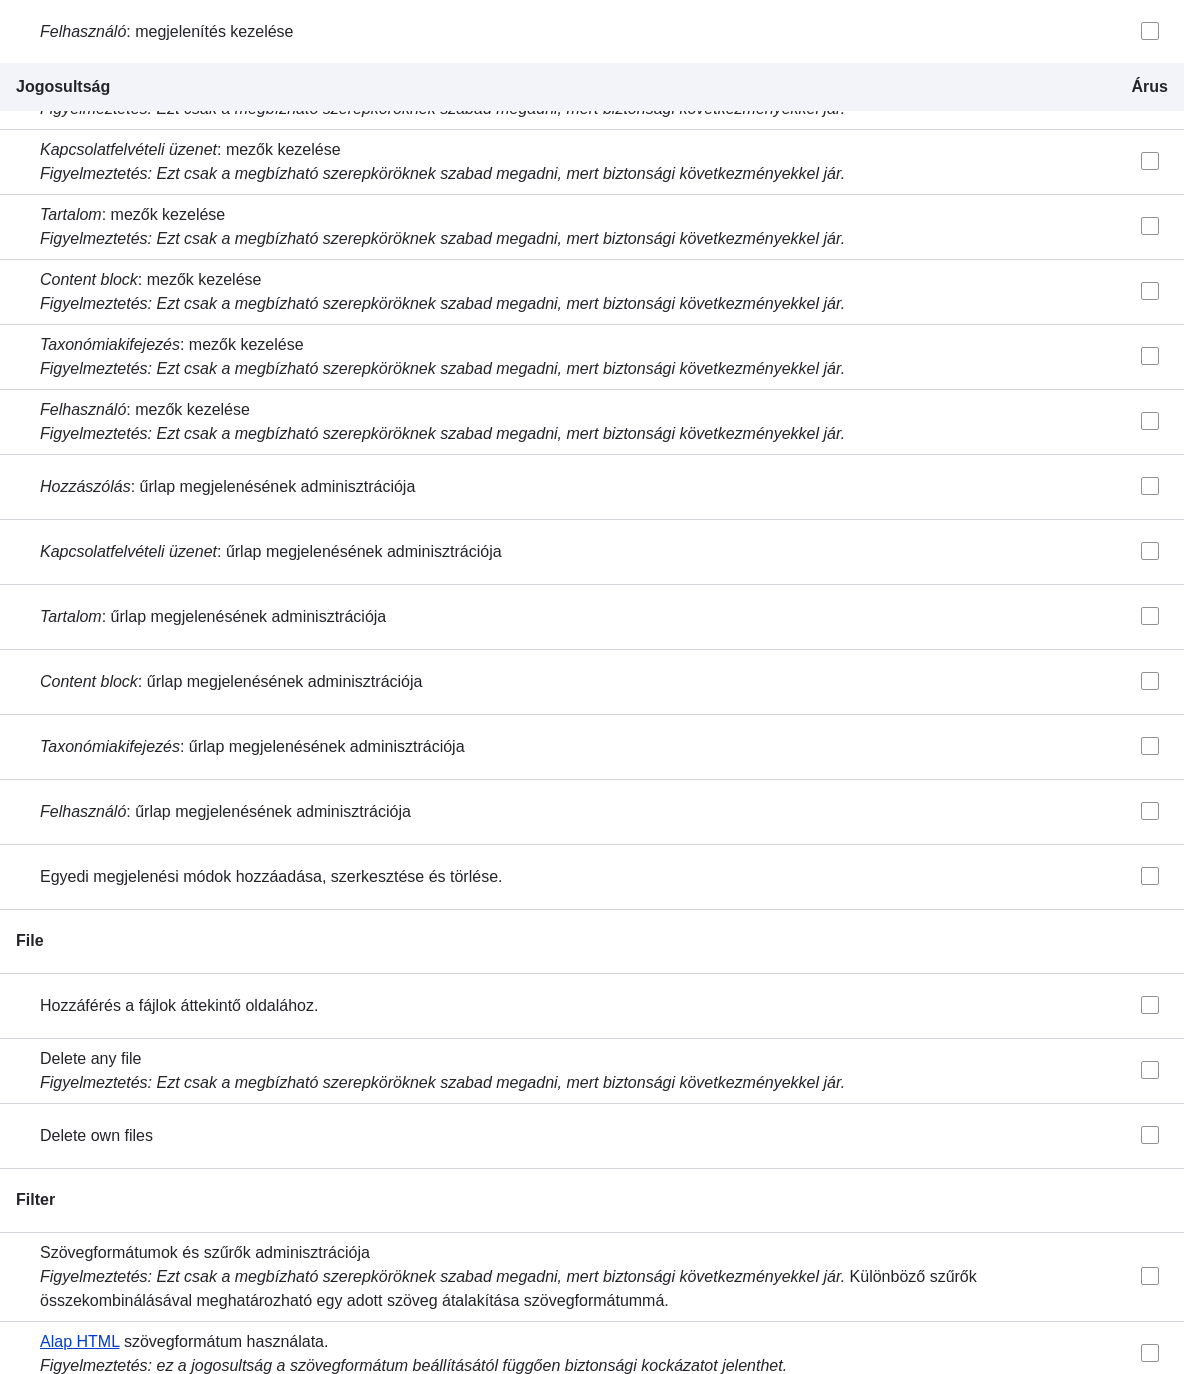 Felhasználó: megjelenítés kezelése
Jogosultság Árus
Figyelmeztetés: Ezt csak a megbízható szerepköröknek szabad megadni, mert biztonsági következményekkel jár.
Kapcsolatfelvételi üzenet: mezők kezelése
Figyelmeztetés: Ezt csak a megbízható szerepköröknek szabad megadni, mert biztonsági következményekkel jár.
Tartalom: mezők kezelése
Figyelmeztetés: Ezt csak a megbízható szerepköröknek szabad megadni, mert biztonsági következményekkel jár.
Content block: mezők kezelése
Figyelmeztetés: Ezt csak a megbízható szerepköröknek szabad megadni, mert biztonsági következményekkel jár.
Taxonómiakifejezés: mezők kezelése
Figyelmeztetés: Ezt csak a megbízható szerepköröknek szabad megadni, mert biztonsági következményekkel jár.
Felhasználó: mezők kezelése
Figyelmeztetés: Ezt csak a megbízható szerepköröknek szabad megadni, mert biztonsági következményekkel jár.
Hozzászólás: űrlap megjelenésének adminisztrációja
Kapcsolatfelvételi üzenet: űrlap megjelenésének adminisztrációja
Tartalom: űrlap megjelenésének adminisztrációja
Content block: űrlap megjelenésének adminisztrációja
Taxonómiakifejezés: űrlap megjelenésének adminisztrációja
Felhasználó: űrlap megjelenésének adminisztrációja
Egyedi megjelenési módok hozzáadása, szerkesztése és törlése.
File
Hozzáférés a fájlok áttekintő oldalához.
Delete any file
Figyelmeztetés: Ezt csak a megbízható szerepköröknek szabad megadni, mert biztonsági következményekkel jár.
Delete own files
Filter
Szövegformátumok és szűrők adminisztrációja
Figyelmeztetés: Ezt csak a megbízható szerepköröknek szabad megadni, mert biztonsági következményekkel jár. Különböző szűrők
összekombinálásával meghatározható egy adott szöveg átalakítása szövegformátummá.
Alap HTML szövegformátum használata.
Figyelmeztetés: ez a jogosultság a szövegformátum beállításától függően biztonsági kockázatot jelenthet.